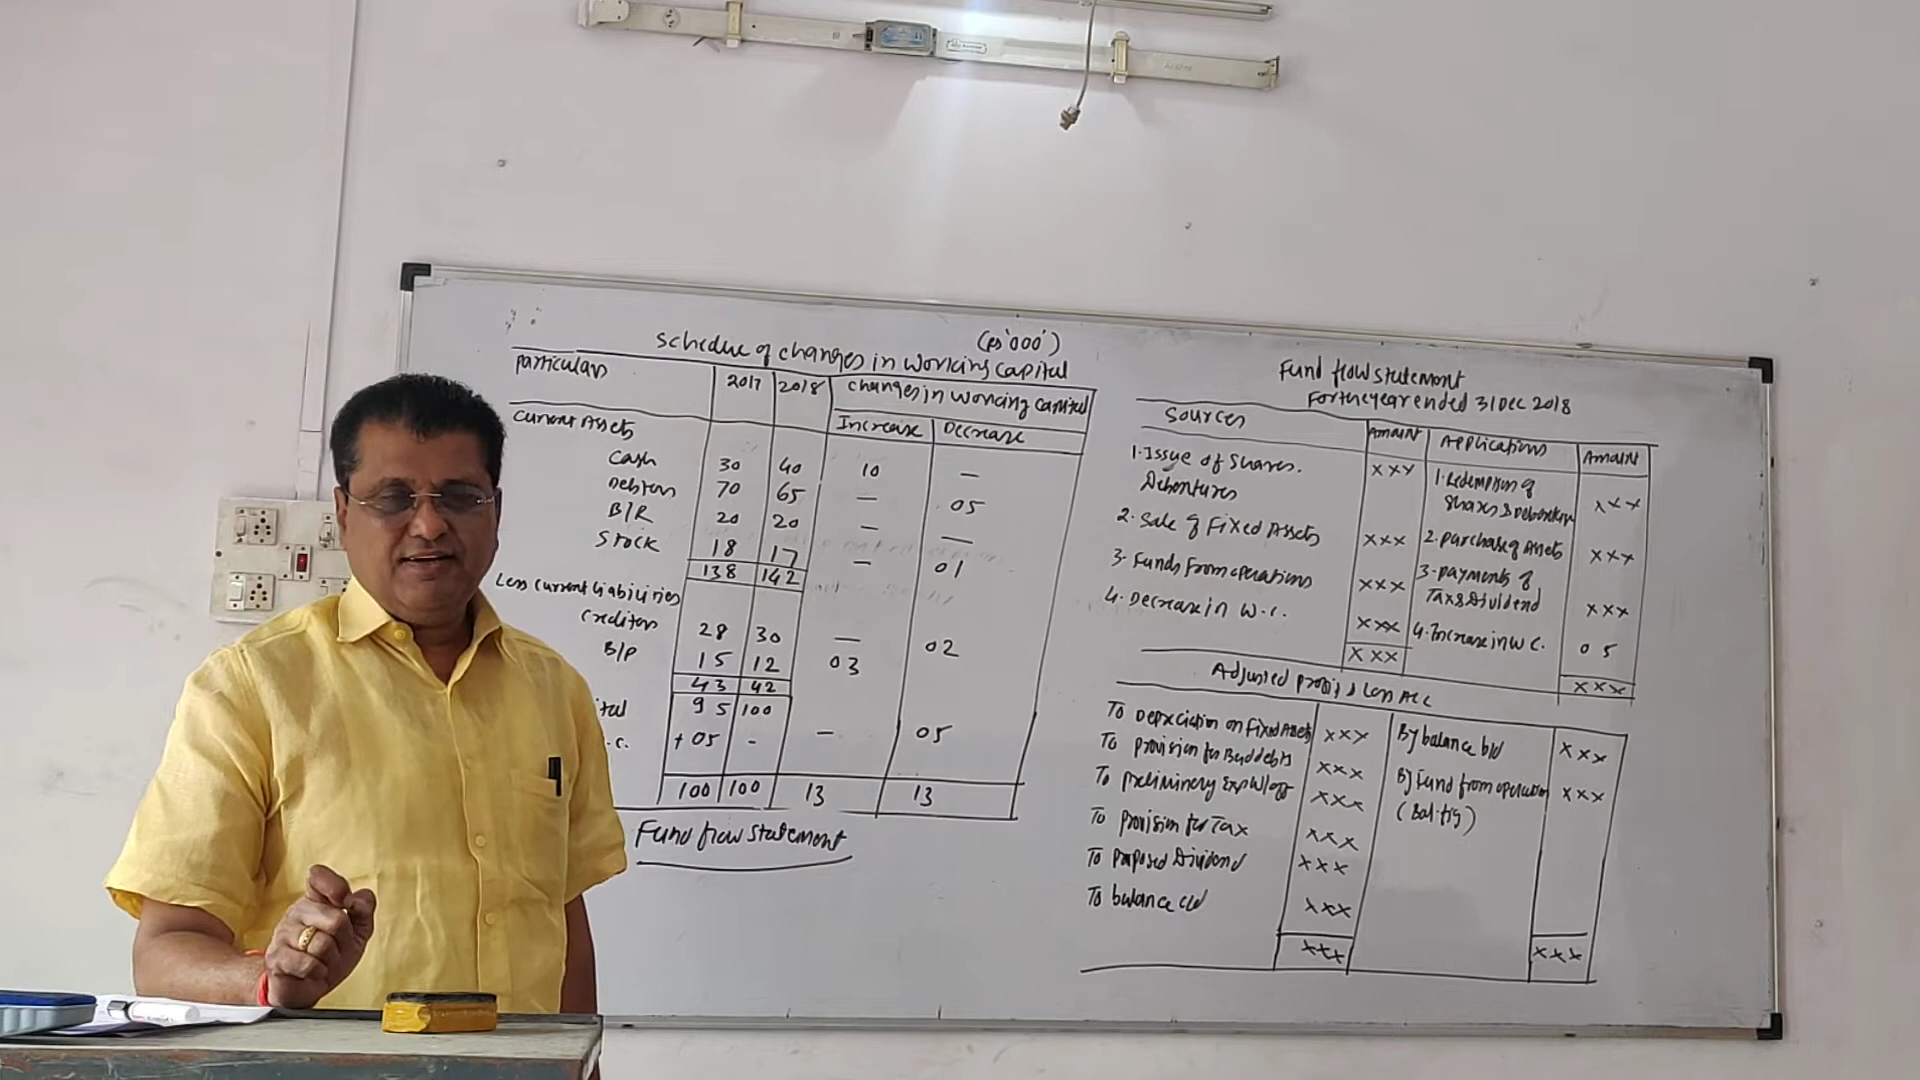 Schedule of changes in working capital (Rs '000')
Particulars 2017 2018 Changes in working capital
Increase Decrease
Current Assets
Cash 30 40 10 —
Debtors 70 65 — 05
B/R 20 20 — —
Stock 18 17 — 01
138 142
Less Current Liabilities
Creditors 28 30 — 02
B/P 15 12 03
43 42
ital 95 100
.c. +05 - — 05
100 100 13 13
Fund flow statement
Fund flow statement
For the year ended 31 Dec 2018
Sources Amount Applications Amount
1. Issue of Shares. xxx 1. Redemption of
Debentures Shares & Debenture xxx
2. Sale of Fixed Assets xxx 2. Purchase of Assets xxx
3. Funds from operations xxx 3. Payments of
Tax & Dividend xxx
4. Decrease in W.C. xxx 4. Increase in W C. 05
xxx xxx
Adjusted Profit & Loss Acc
To Depreciation on Fixed Assets xxx By balance b/d xxx
To Provision for Bad debts xxx By Fund from operation xxx
To Preliminery Exp W/off xxx (Bal.fig)
To Provision for Tax xxx
To Proposed Dividend xxx
To balance c/d xxx
xxx xxx